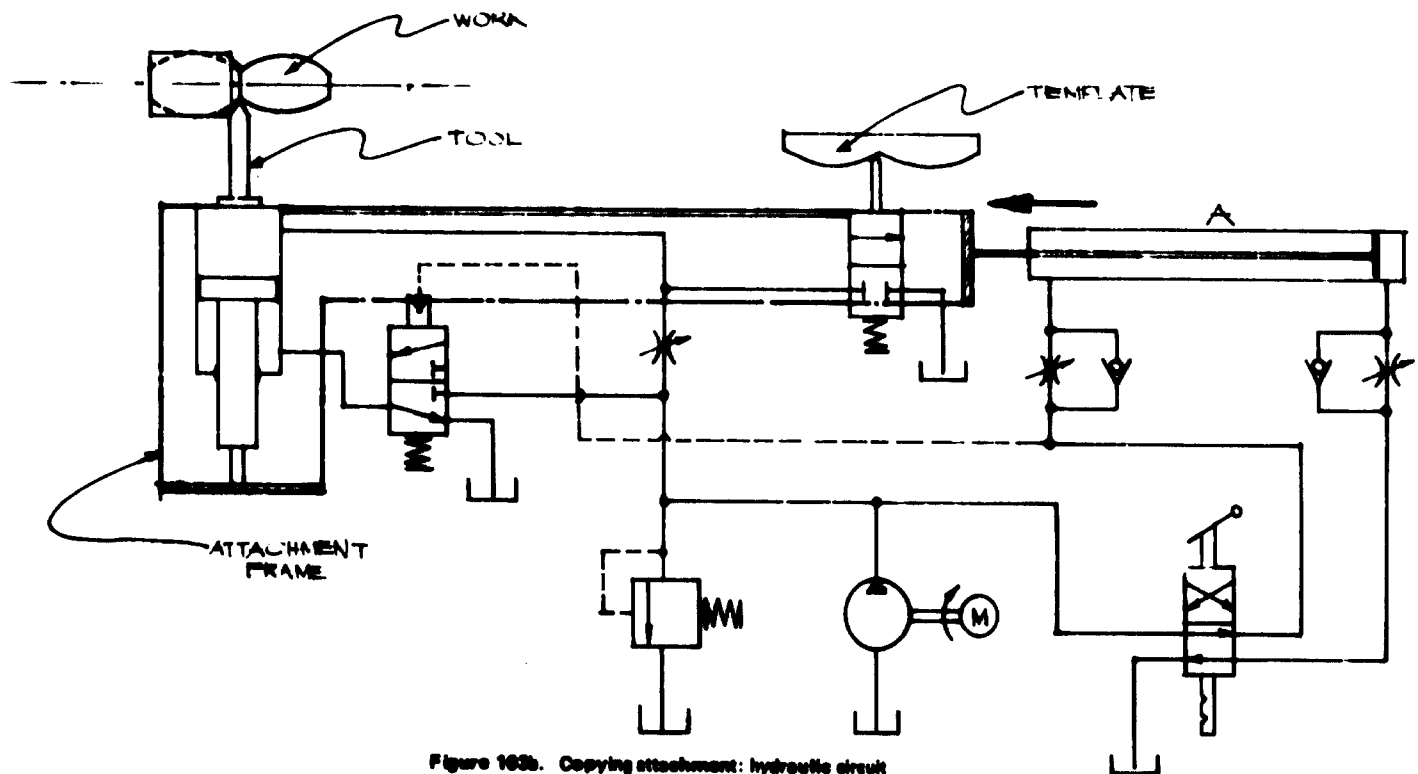 WORK
TEMPLATE
TOOL
A
ATTACHMENT
FRAME
M
Figure 103b. Copying attachment: hydraulic circuit